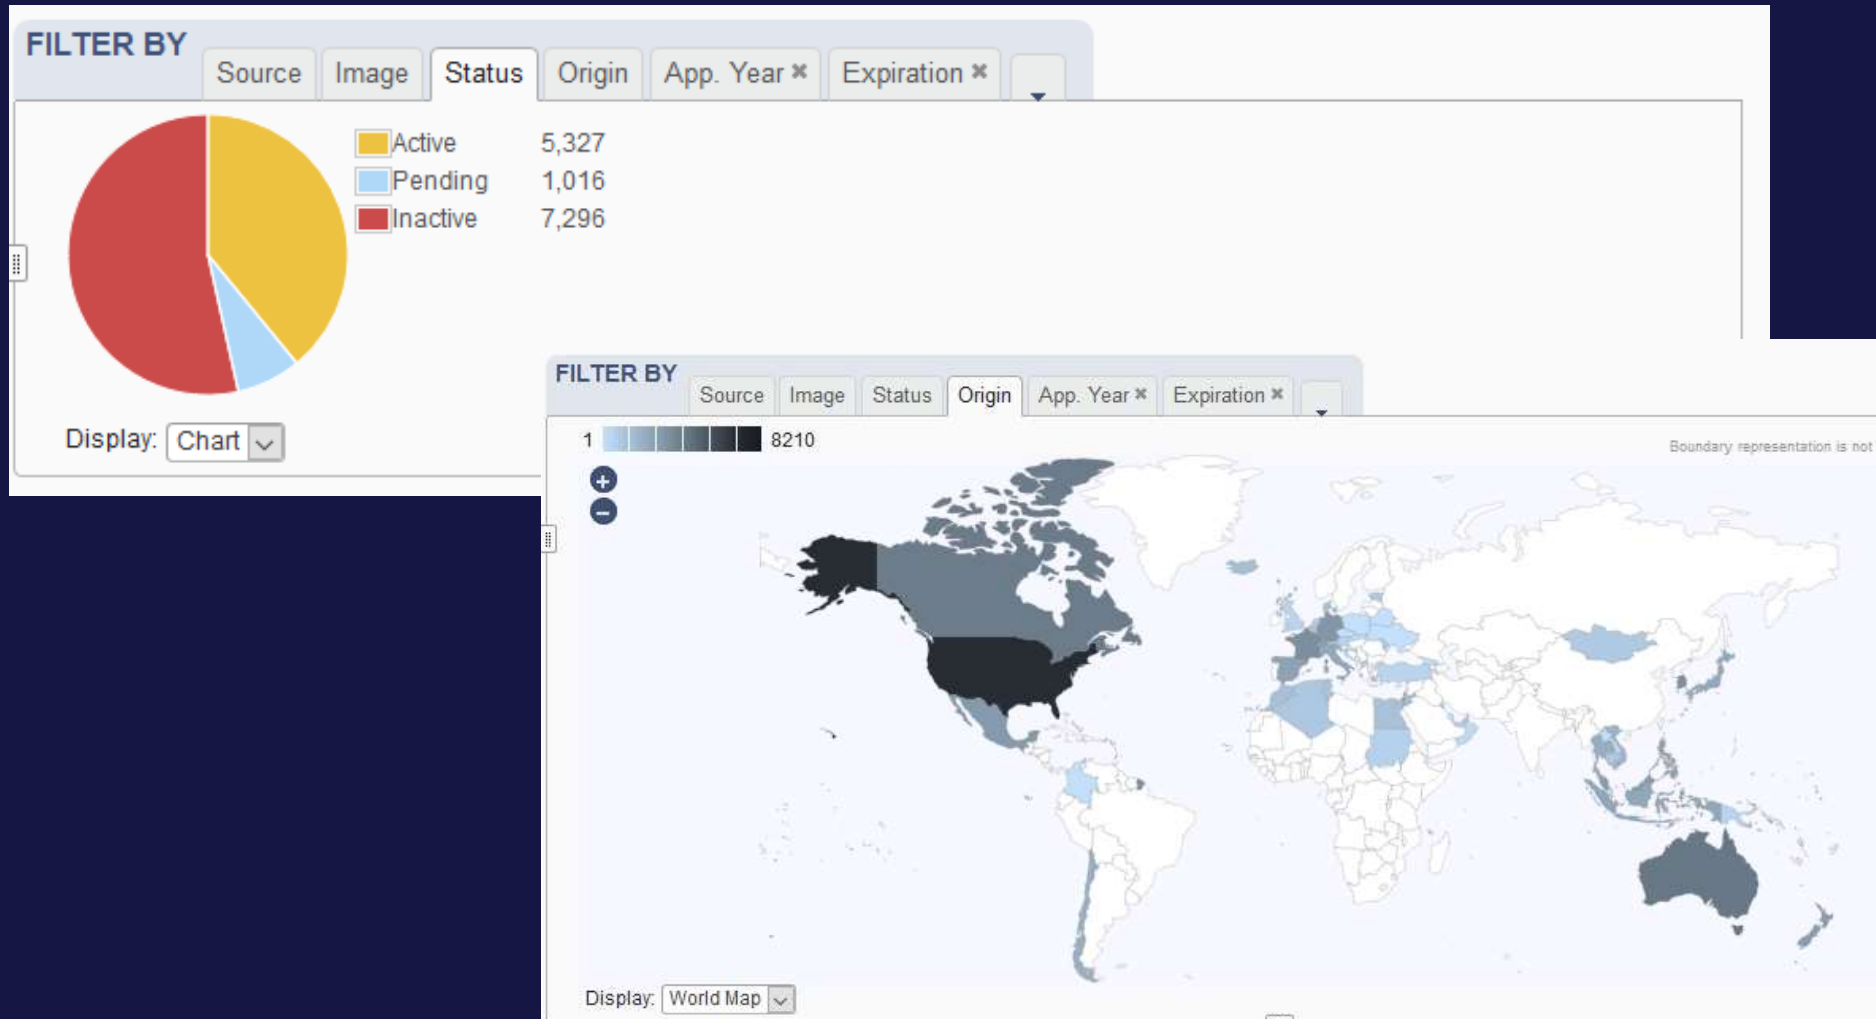 FILTER BY
Source Image Status Origin App. Year ✖ Expiration ✖
Active 5,327
Pending 1,016
Inactive 7,296
Display: Chart
FILTER BY
Source Image Status Origin App. Year ✖ Expiration ✖
1 8210
Boundary representation is not
Display: World Map